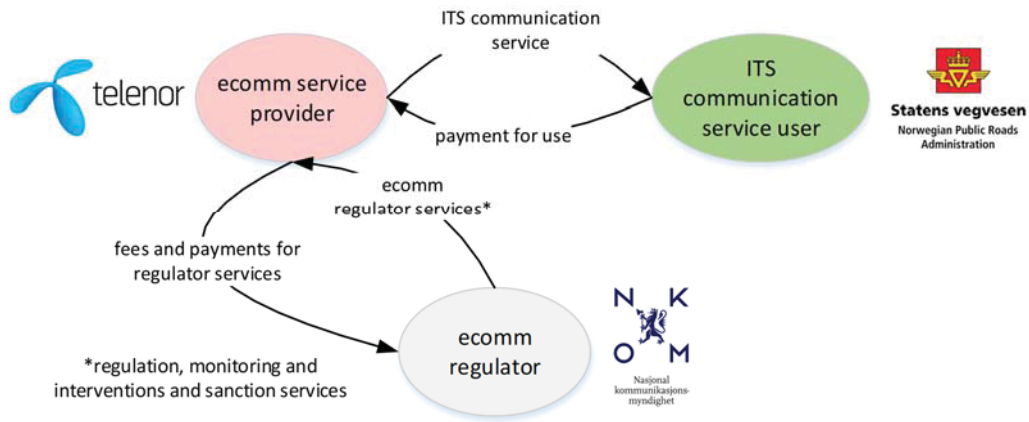 ITS communication
service
telenor
ecomm service
provider
ITS
communication
service user
Statens vegvesen
Norwegian Public Roads
Administration
payment for use
ecomm
regulator services*
fees and payments for
regulator services
N K
O M
Nasjonal
kommunikasjons-
myndighet
ecomm
regulator
*regulation, monitoring and
interventions and sanction services